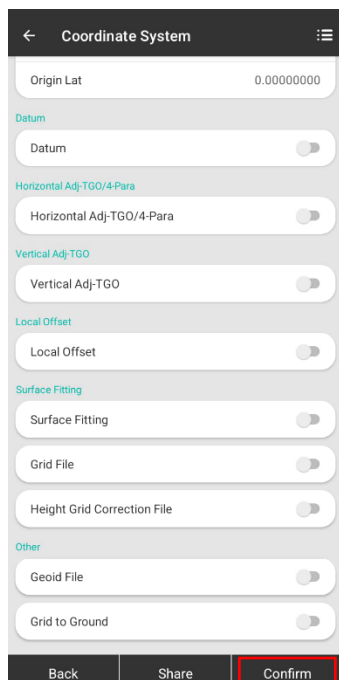 Coordinate System
Origin Lat 0.00000000
Datum
Datum
Horizontal Adj-TGO/4-Para
Horizontal Adj-TGO/4-Para
Vertical Adj-TGO
Vertical Adj-TGO
Local Offset
Local Offset
Surface Fitting
Surface Fitting
Grid File
Height Grid Correction File
Other
Geoid File
Grid to Ground
Back Share Confirm